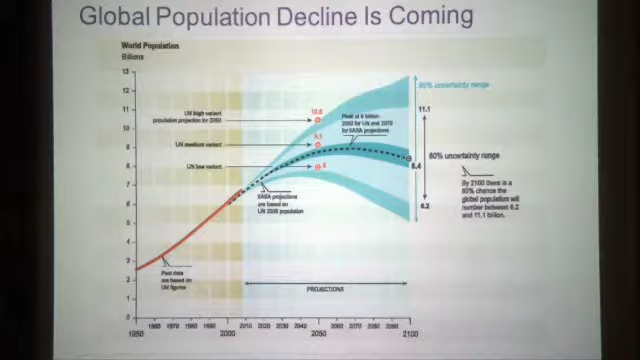 Global Population Decline Is Coming
World Population
Billions
13
12
11
10
9
8
7
6
5
4
3
2
1
0
UN high variant
population projection for 2050
10.6
UN medium variant
9.1
UN low variant
8
Peak at 9 billion:
2050 for UN and 2070
for IIASA projections
IIASA projections
are based on
UN 2006 population
Past data
are based on
UN figures
PROJECTIONS
95% uncertainty range
11.1
80% uncertainty range
8.4
6.2
By 2100 there is a
80% chance the
global population will
number between 6.2
and 11.1 billion.
1950
1960
1970
1980
1990
2000
2010
2020
2030
2040
2050
2060
2070
2080
2090
2100